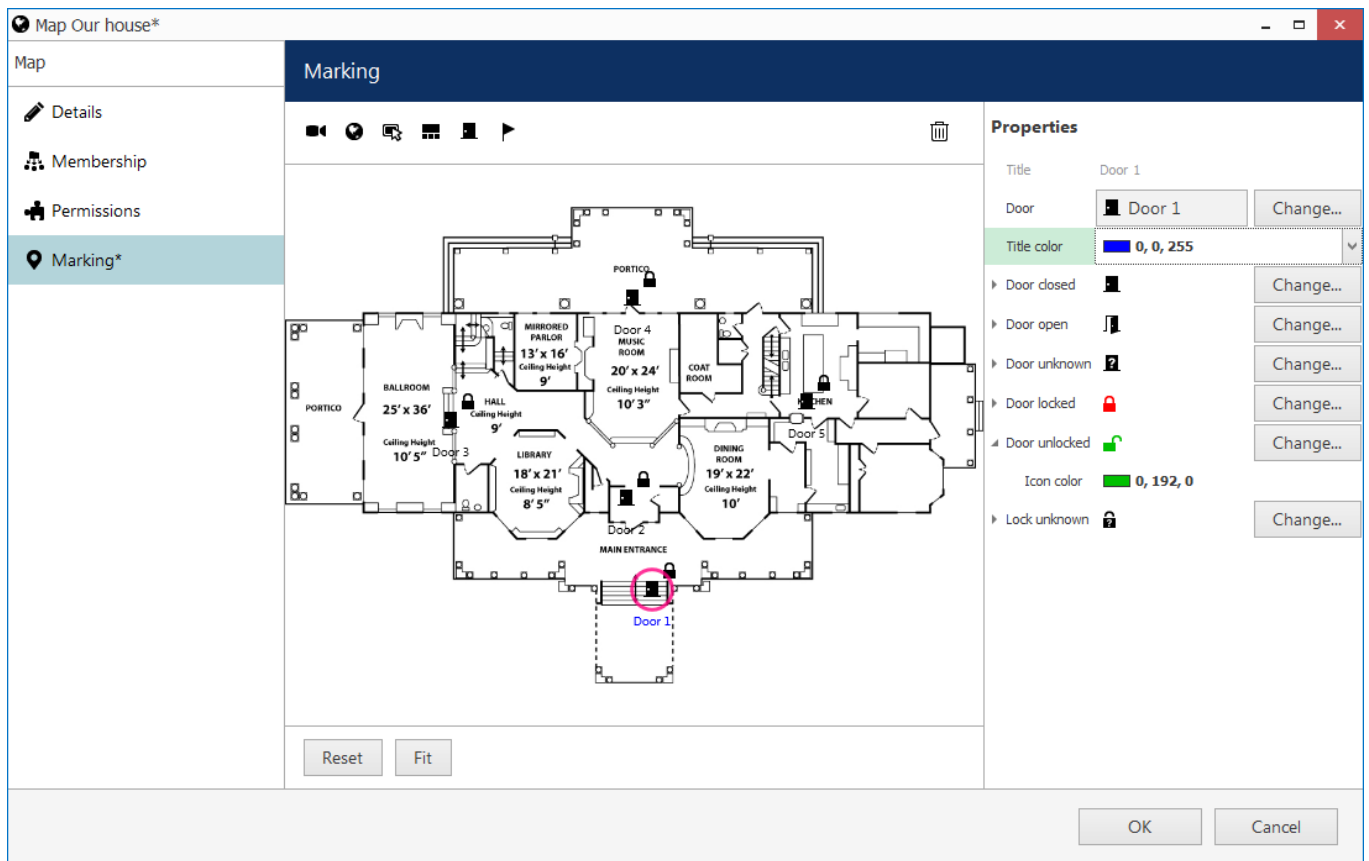 Map Our house*
Map
Marking
Details
Membership
Permissions
Marking*
PORTICO
Door 4
MIRRORED
PARLOR
13' x 16'
Ceiling Height
9'
MUSIC
ROOM
20' x 24'
Ceiling Height
10' 3"
COAT
ROOM
BALLROOM
25' x 36'
Ceiling Height
10' 5"
PORTICO
HALL
Ceiling Height
9'
Door 3
KITCHEN
Door 5
LIBRARY
18' x 21'
Ceiling Height
8' 5"
DINING
ROOM
19' x 22'
Ceiling Height
10'
Door 2
MAIN ENTRANCE
Door 1
Reset
Fit
Properties
Title Door 1
Door Door 1 Change...
Title color 0, 0, 255
Door closed Change...
Door open Change...
Door unknown ? Change...
Door locked Change...
Door unlocked Change...
Icon color 0, 192, 0
Lock unknown ? Change...
OK
Cancel